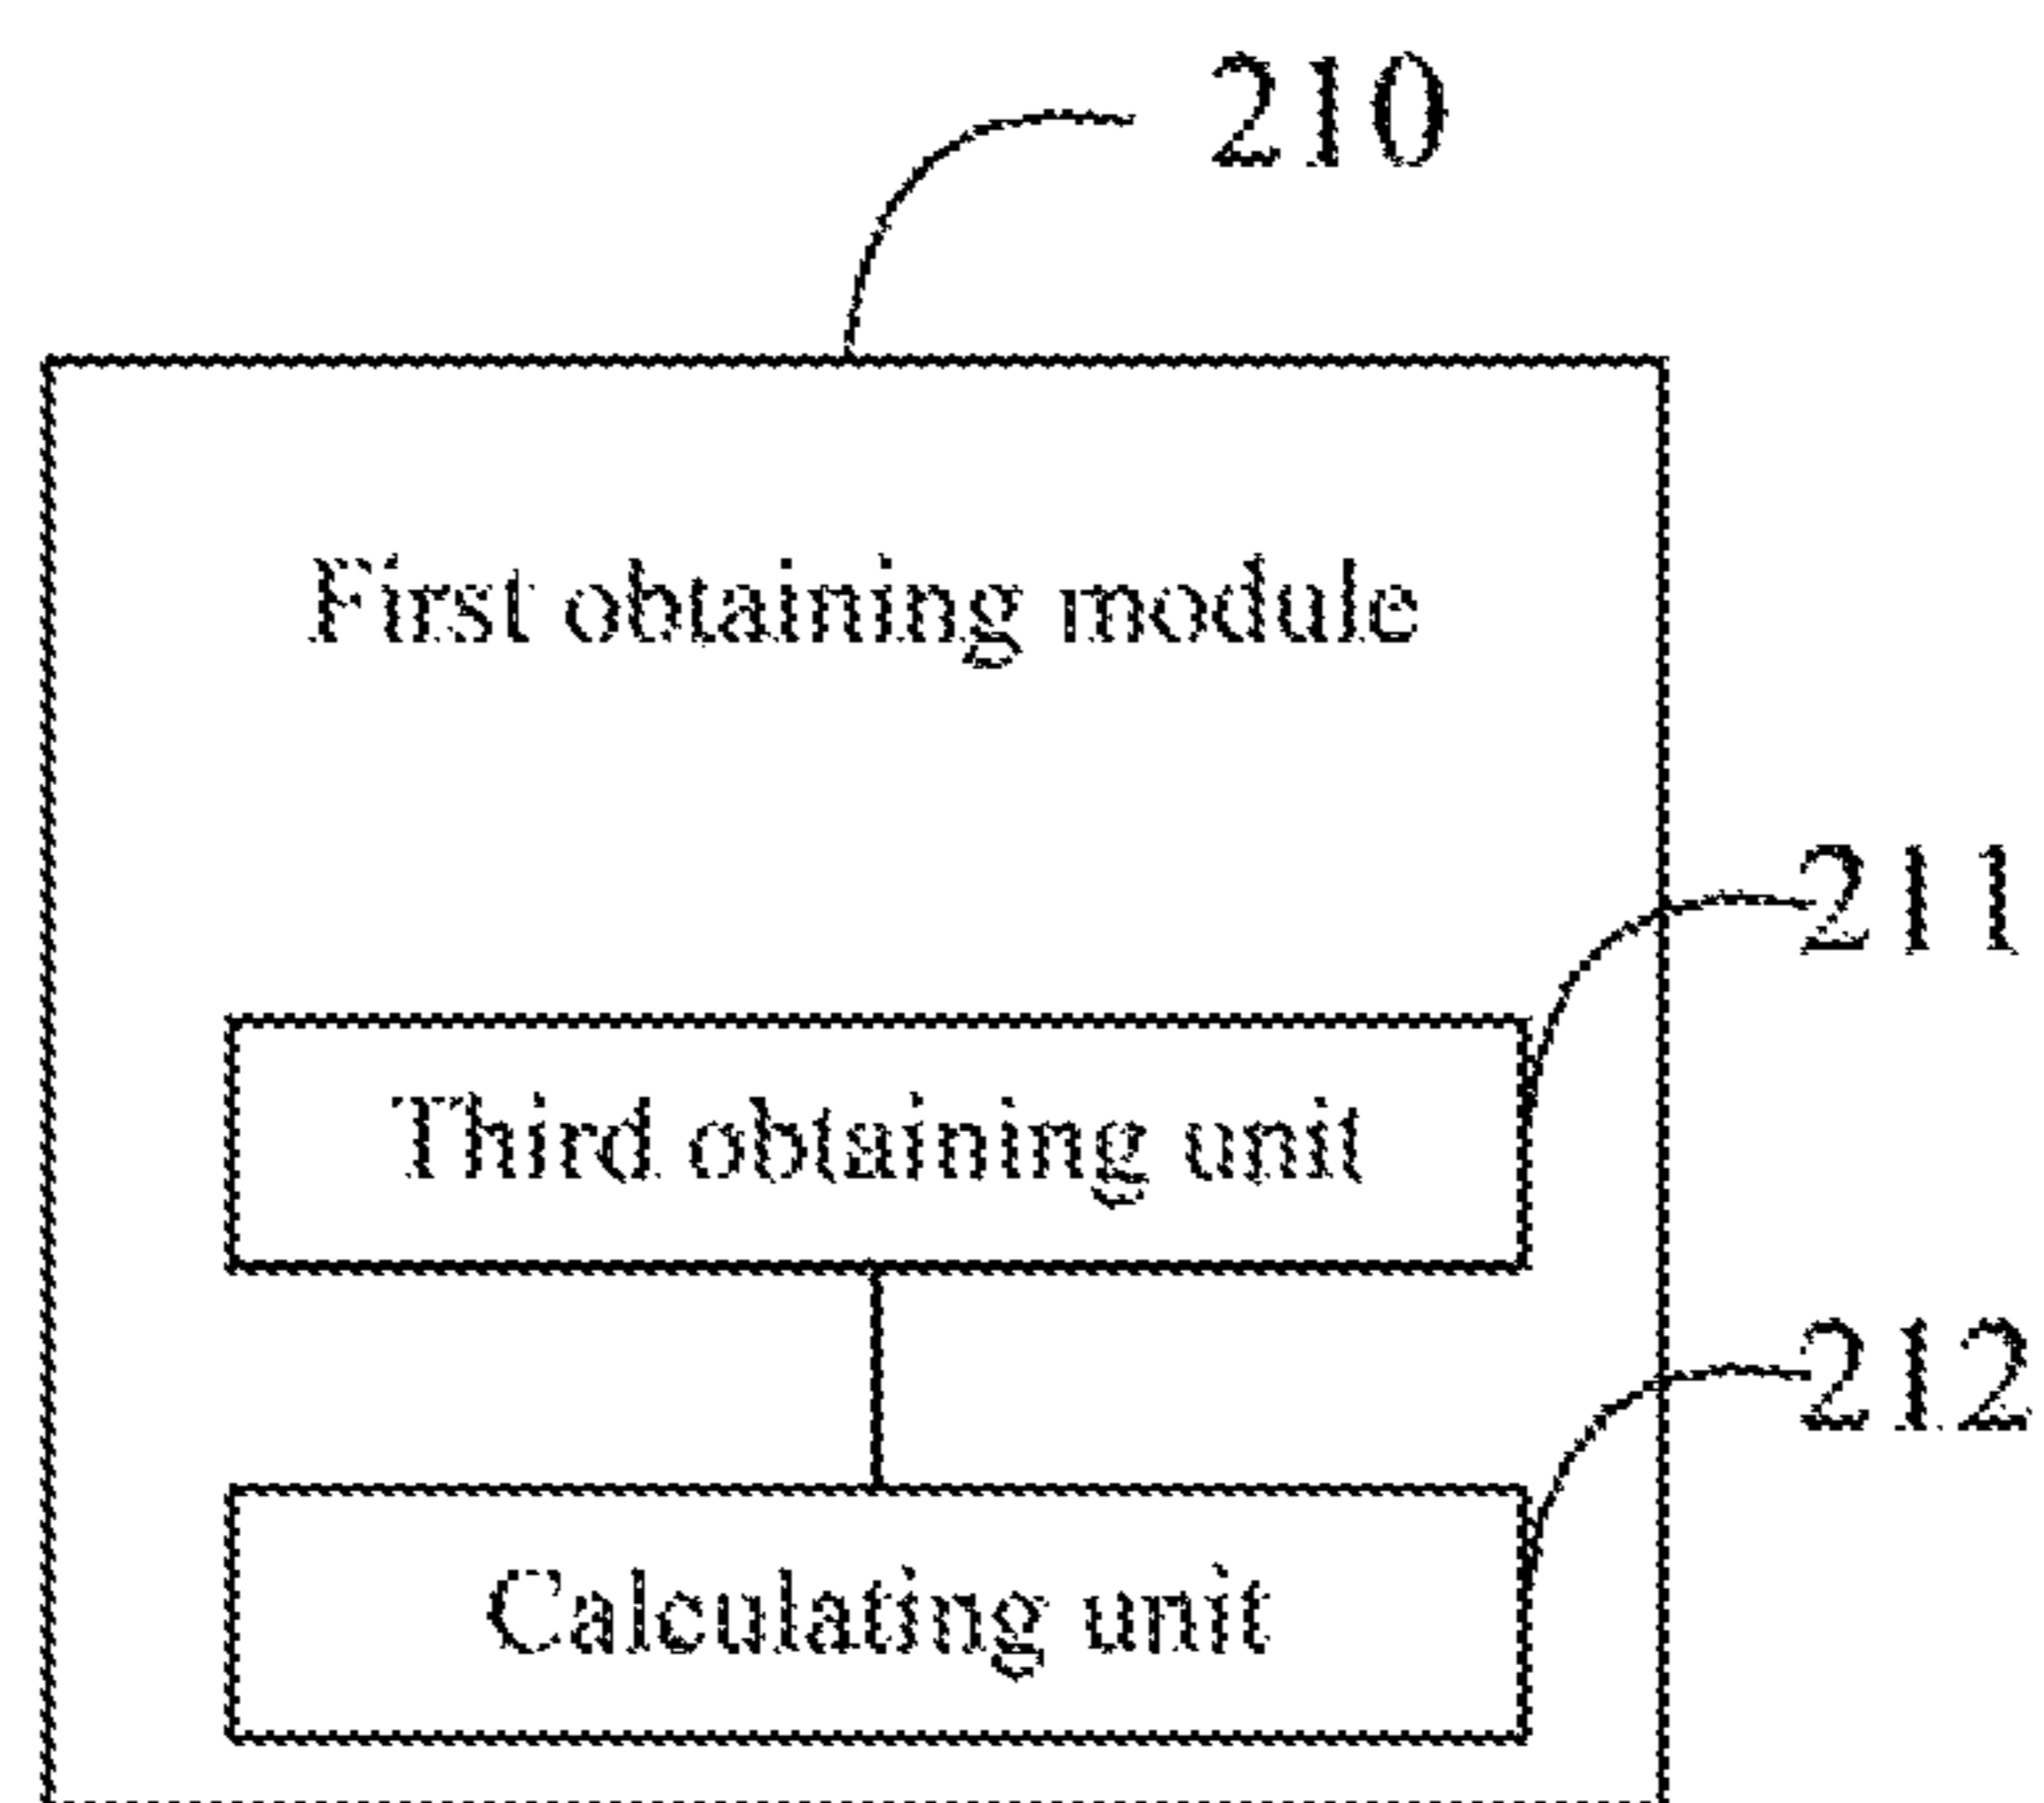 210
First obtaining module
211
Third obtaining unit
212
Calculating unit